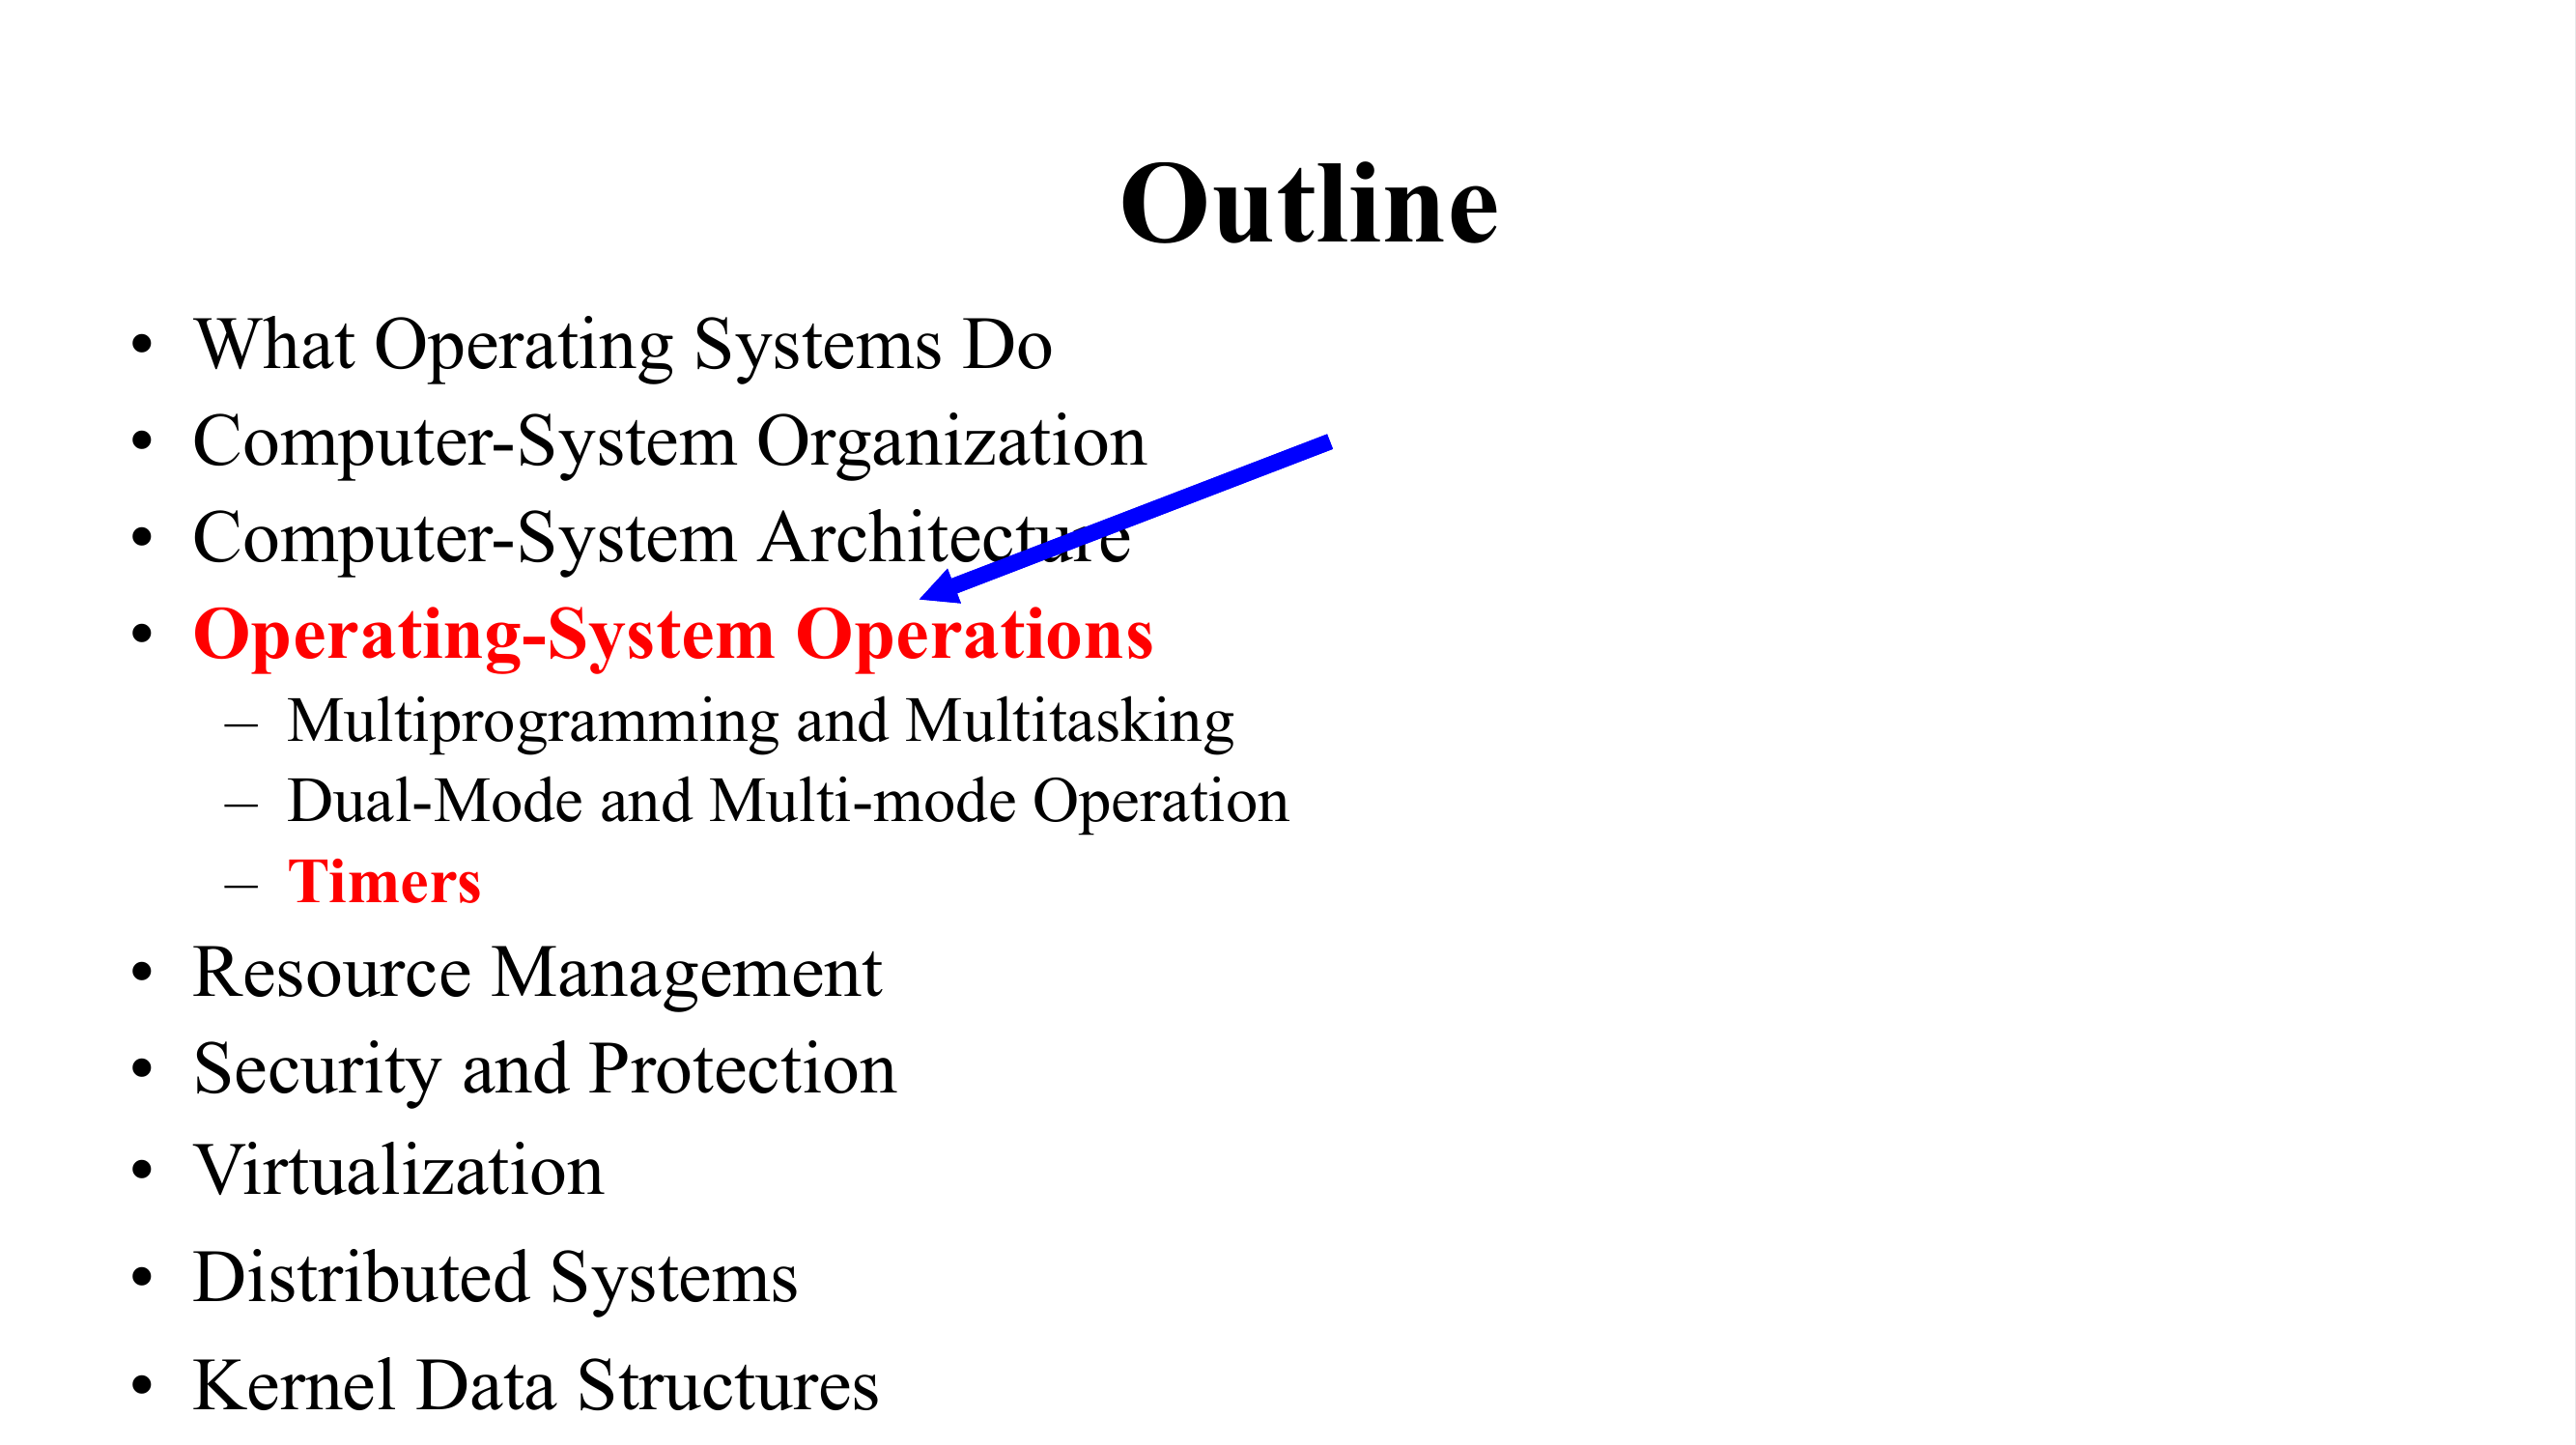 Outline
• What Operating Systems Do
• Computer-System Organization
• Computer-System Architecture
• Operating-System Operations
– Multiprogramming and Multitasking
– Dual-Mode and Multi-mode Operation
– Timers
• Resource Management
• Security and Protection
• Virtualization
• Distributed Systems
• Kernel Data Structures